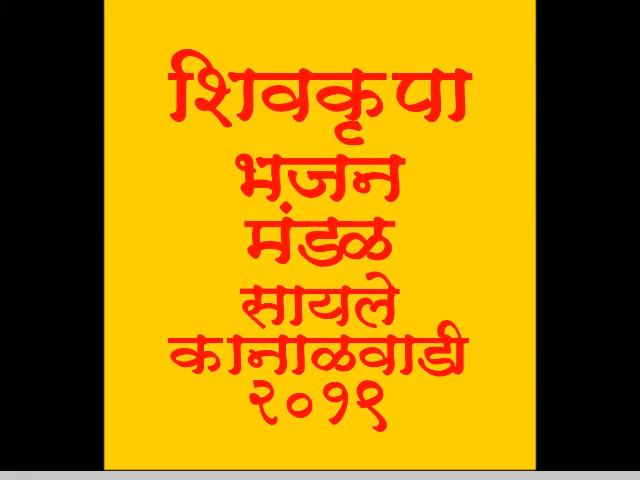 शिवकृपा
भजन
मंडळ
सायले
कानाळवाडी
२०१९